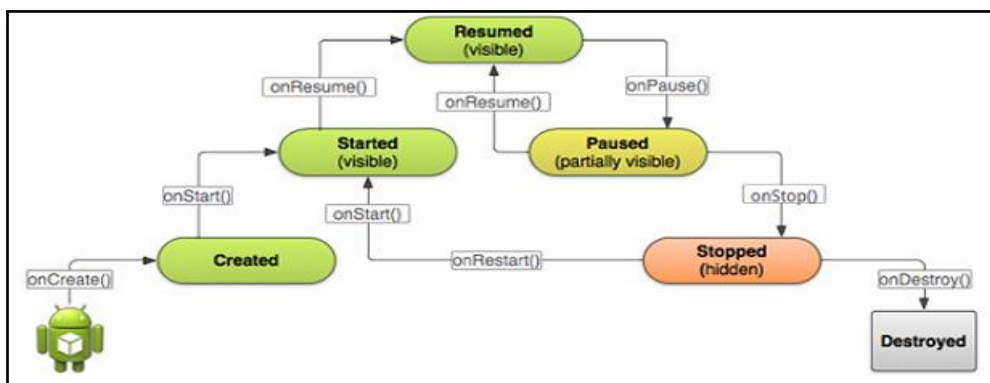 Resumed
(visible)
onResume()
onResume()
onPause()
Started
(visible)
Paused
(partially visible)
onStart()
onStart()
onStop()
Created
onRestart()
Stopped
(hidden)
onCreate()
onDestroy()
Destroyed